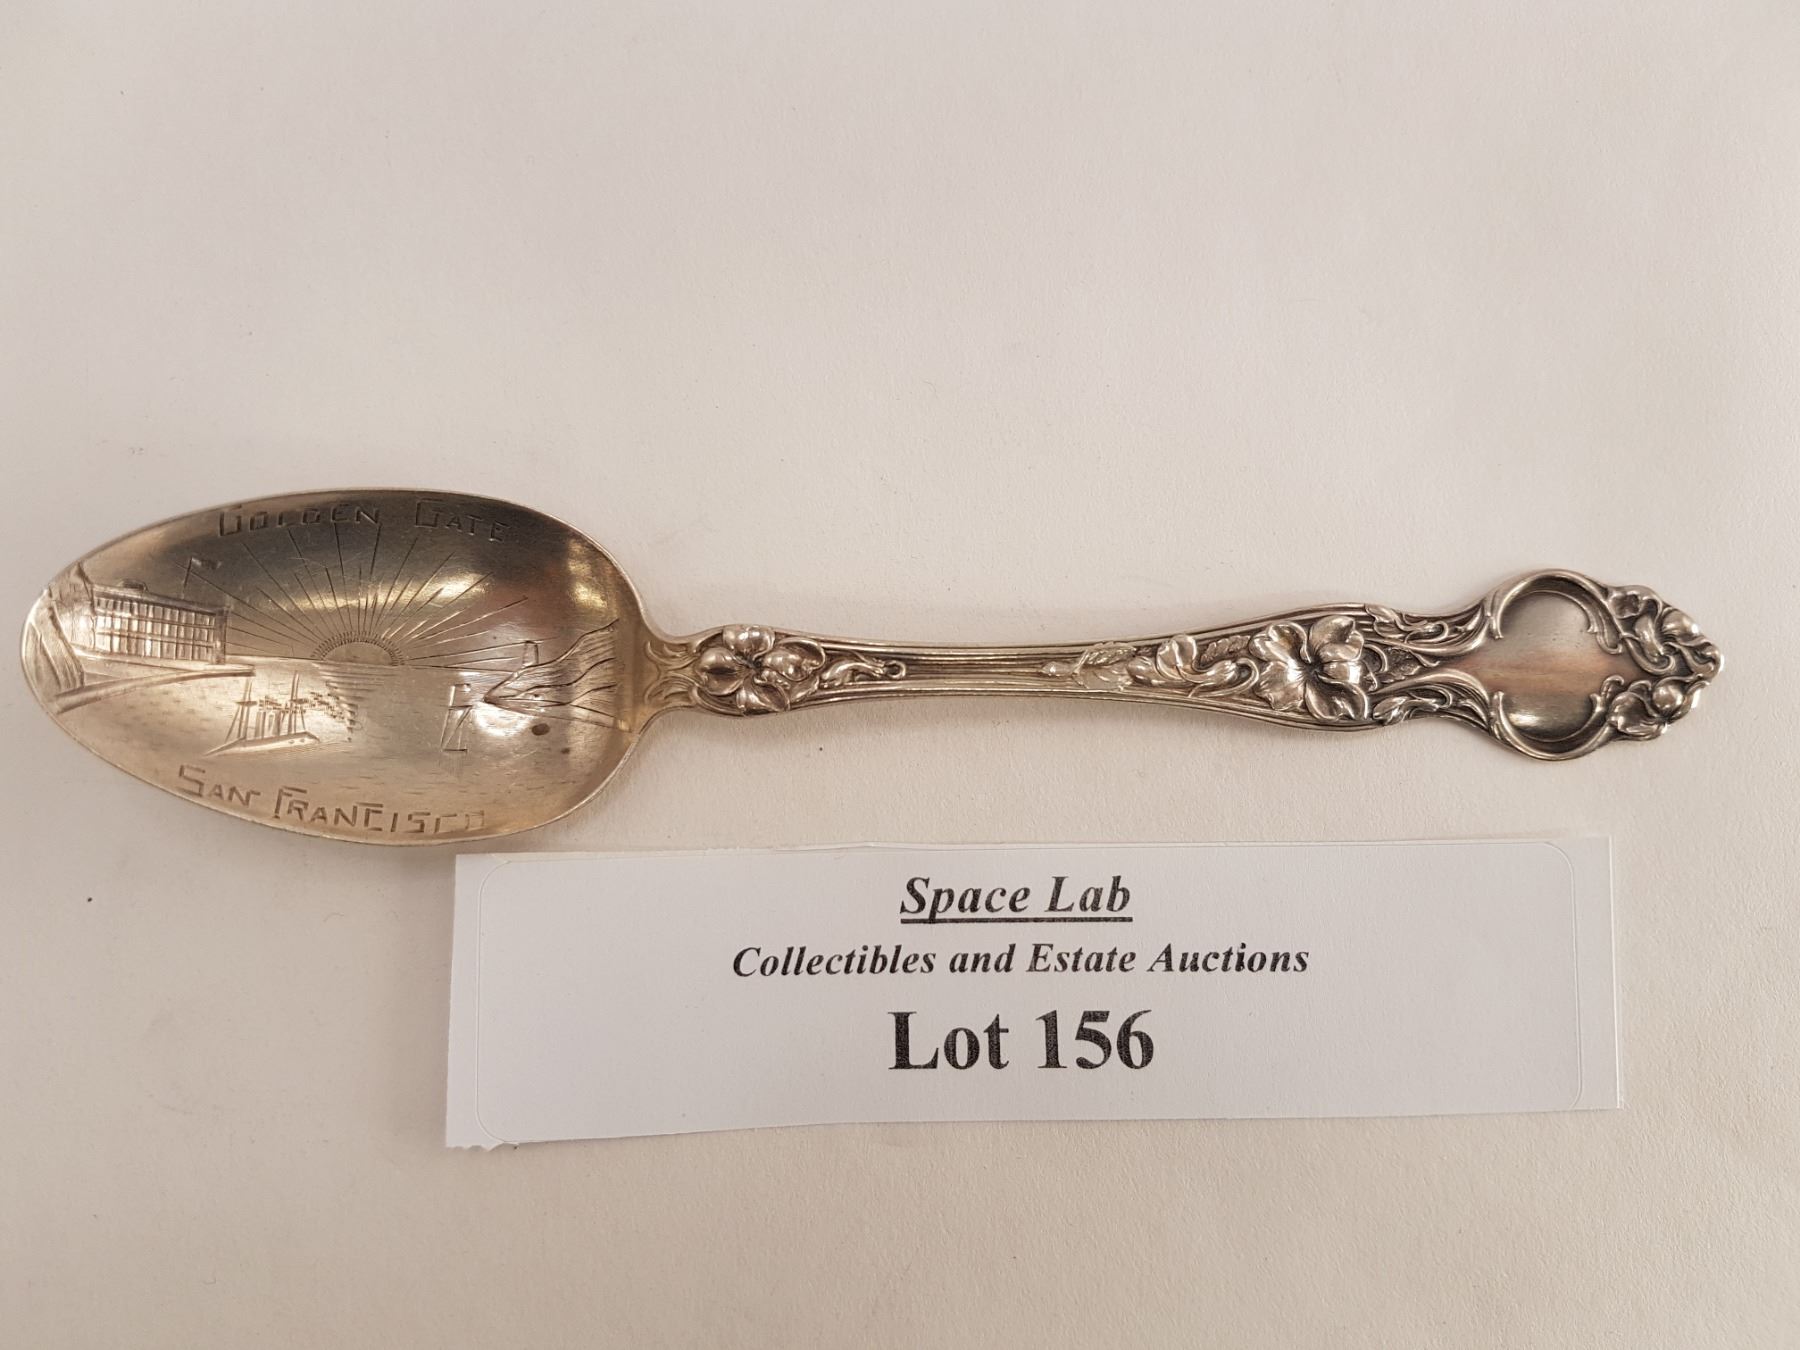 GOLDEN GATE
SAN FRANCISCO
Space Lab
Collectibles and Estate Auctions
Lot 156